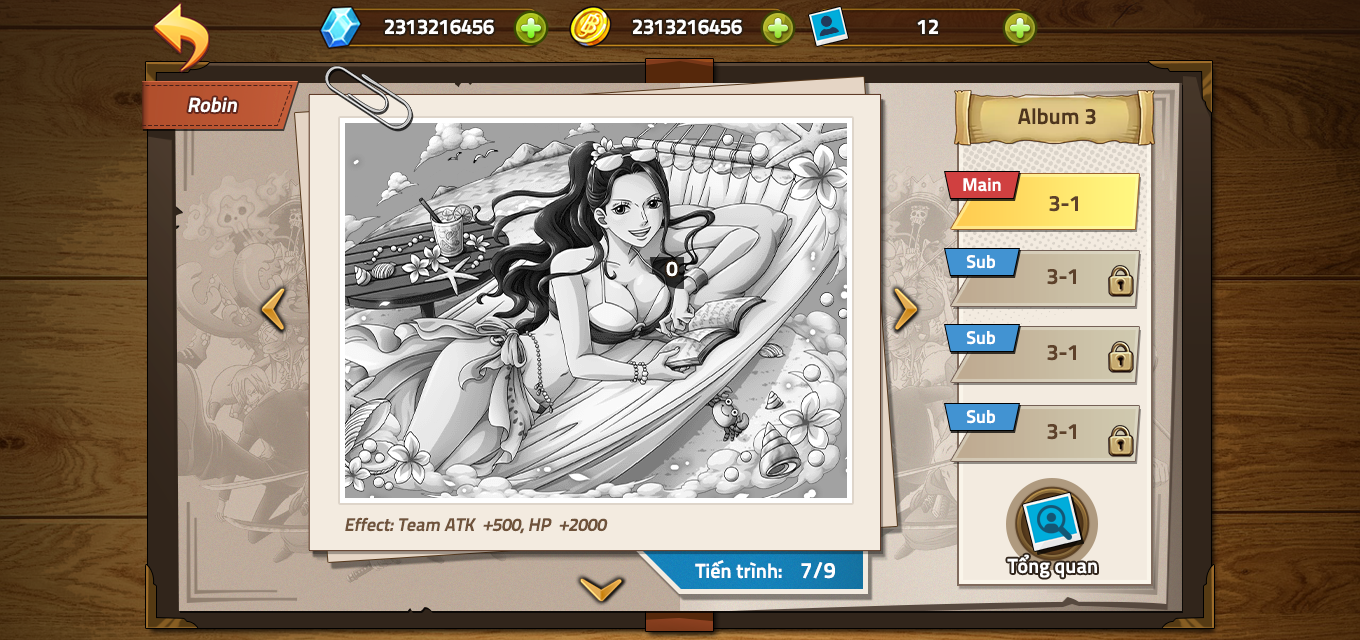 2313216456
2313216456
12
Robin
0
Effect: Team ATK +500, HP +2000
Tiến trình: 7/9
Album 3
Main
3-1
Sub
3-1
Sub
3-1
Sub
3-1
Tổng quan